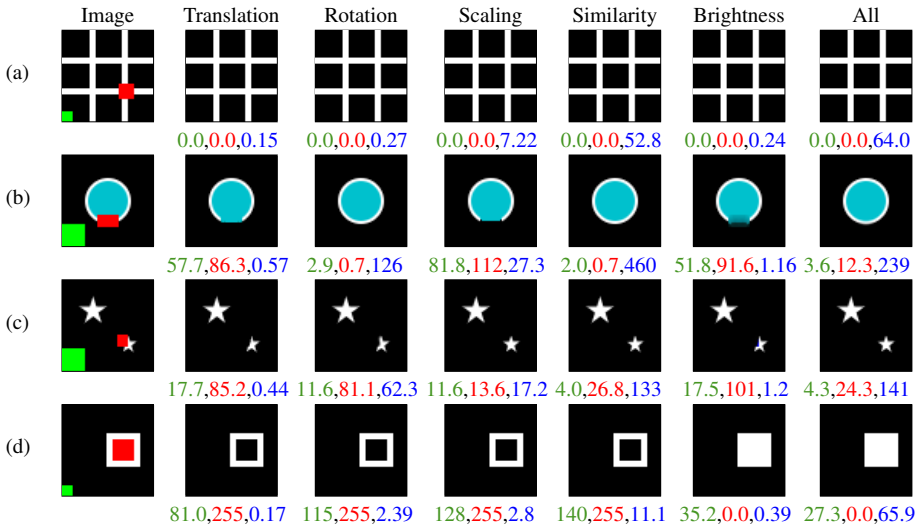 Image Translation Rotation Scaling Similarity Brightness All
(a)
0.0,0.0,0.15 0.0,0.0,0.27 0.0,0.0,7.22 0.0,0.0,52.8 0.0,0.0,0.24 0.0,0.0,64.0
(b)
57.7,86.3,0.57 2.9,0.7,126 81.8,112,27.3 2.0,0.7,460 51.8,91.6,1.16 3.6,12.3,239
(c)
17.7,85.2,0.44 11.6,81.1,62.3 11.6,13.6,17.2 4.0,26.8,133 17.5,101,1.2 4.3,24.3,141
(d)
81.0,255,0.17 115,255,2.39 128,255,2.8 140,255,11.1 35.2,0.0,0.39 27.3,0.0,65.9